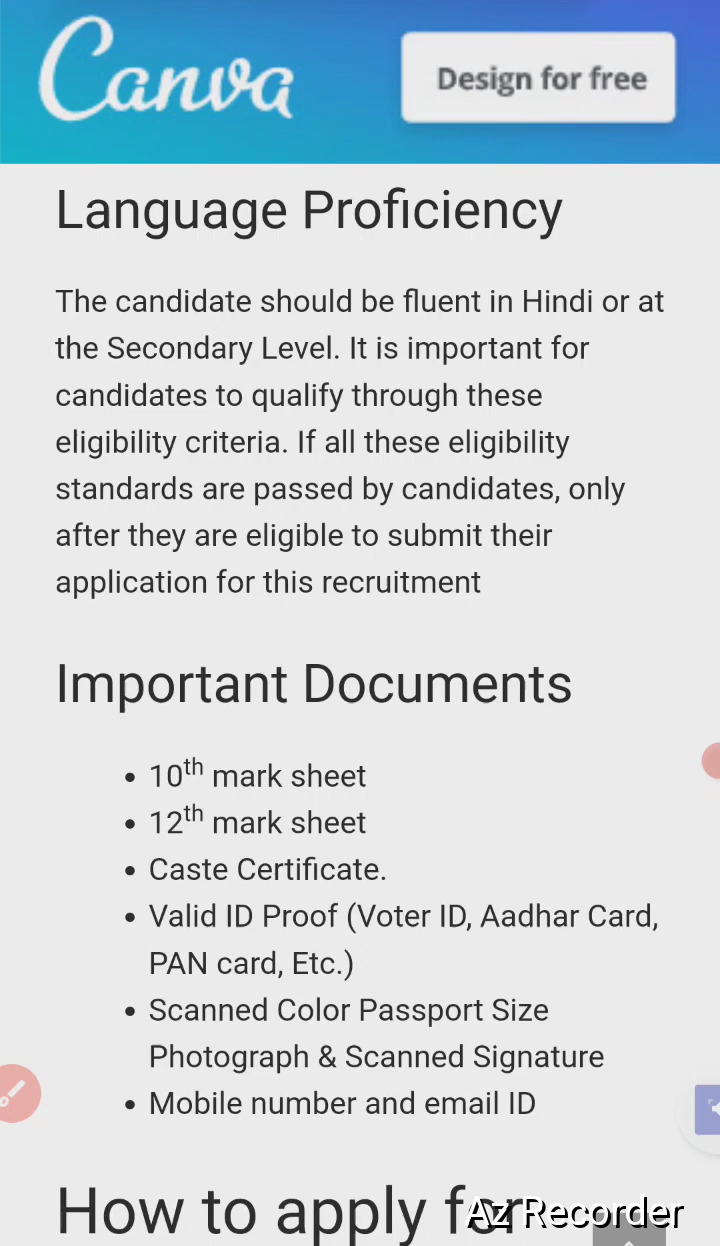 Canva
Design for free
Language Proficiency
The candidate should be fluent in Hindi or at
the Secondary Level. It is important for
candidates to qualify through these
eligibility criteria. If all these eligibility
standards are passed by candidates, only
after they are eligible to submit their
application for this recruitment
Important Documents
• 10th mark sheet
• 12th mark sheet
• Caste Certificate.
• Valid ID Proof (Voter ID, Aadhar Card,
PAN card, Etc.)
• Scanned Color Passport Size
Photograph & Scanned Signature
• Mobile number and email ID
How to apply for
Az Recorder